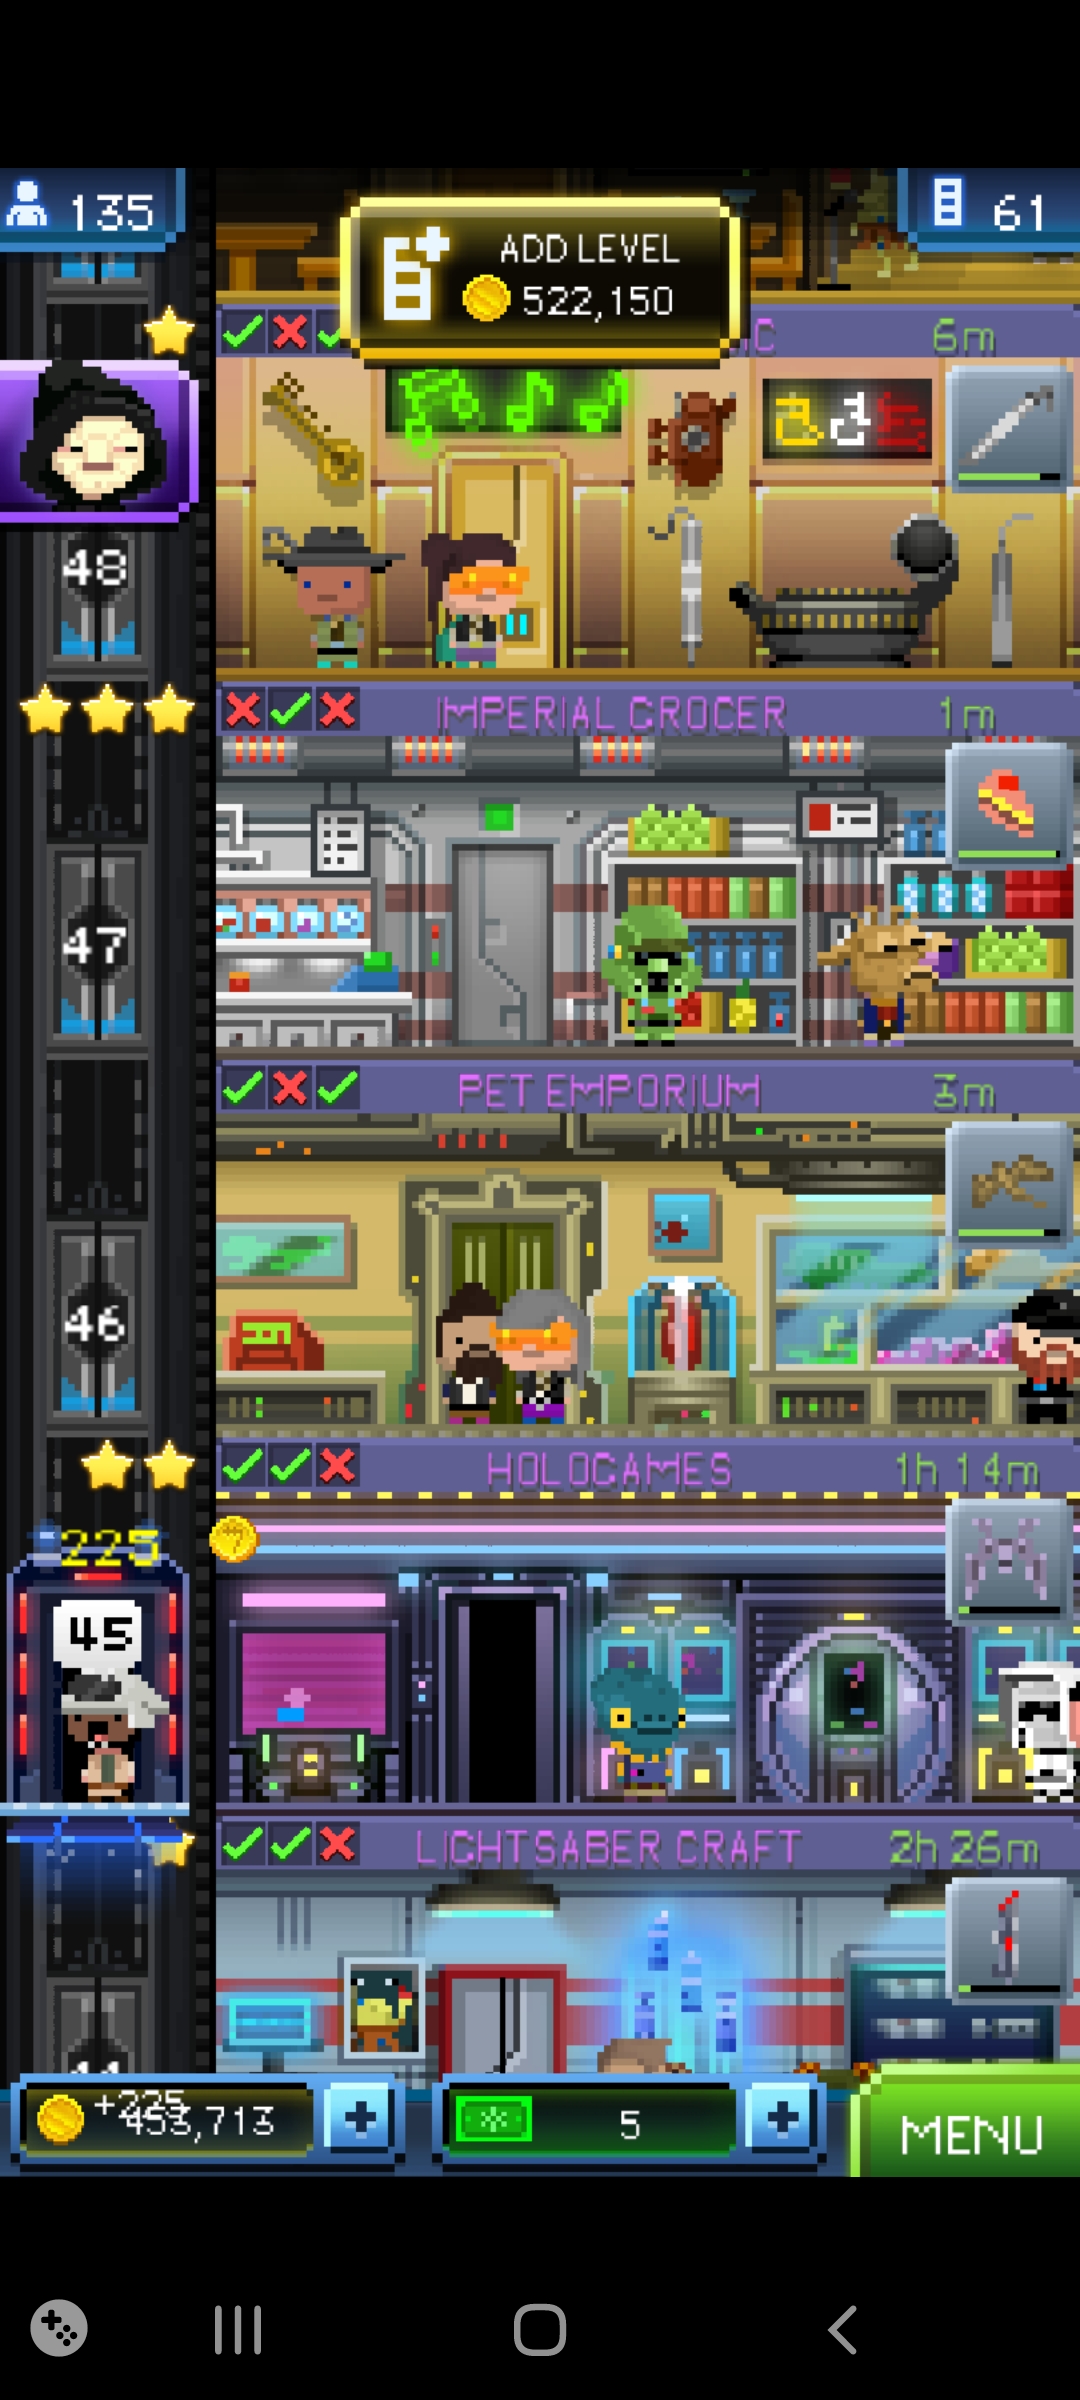 135
61
ADD LEVEL
522,150
6m
48
IMPERIAL GROCER
1m
47
PET EMPORIUM
3m
46
HOLOGAMES
1h 14m
225
45
LIGHTSABER CRAFT
2h 26m
44
+225
453,713
5
MENU